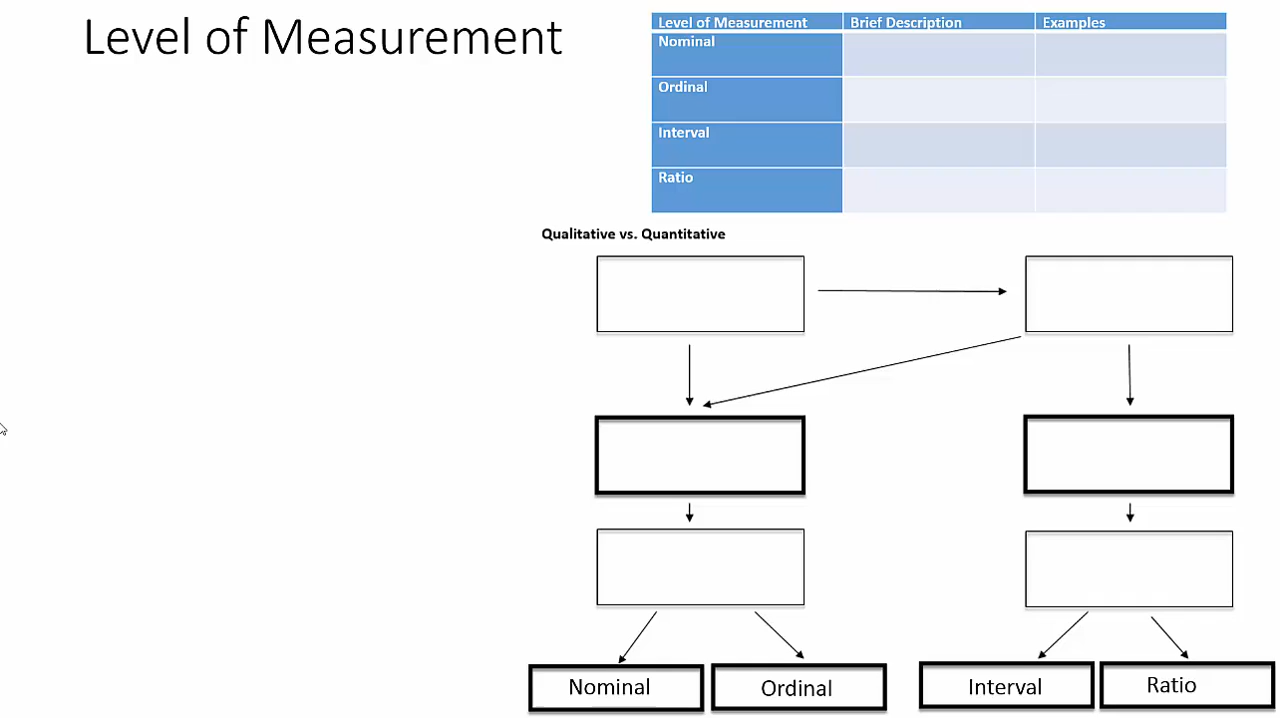 Level of Measurement
Level of Measurement Brief Description Examples
Nominal
Ordinal
Interval
Ratio
Qualitative vs. Quantitative
Nominal Ordinal Interval Ratio